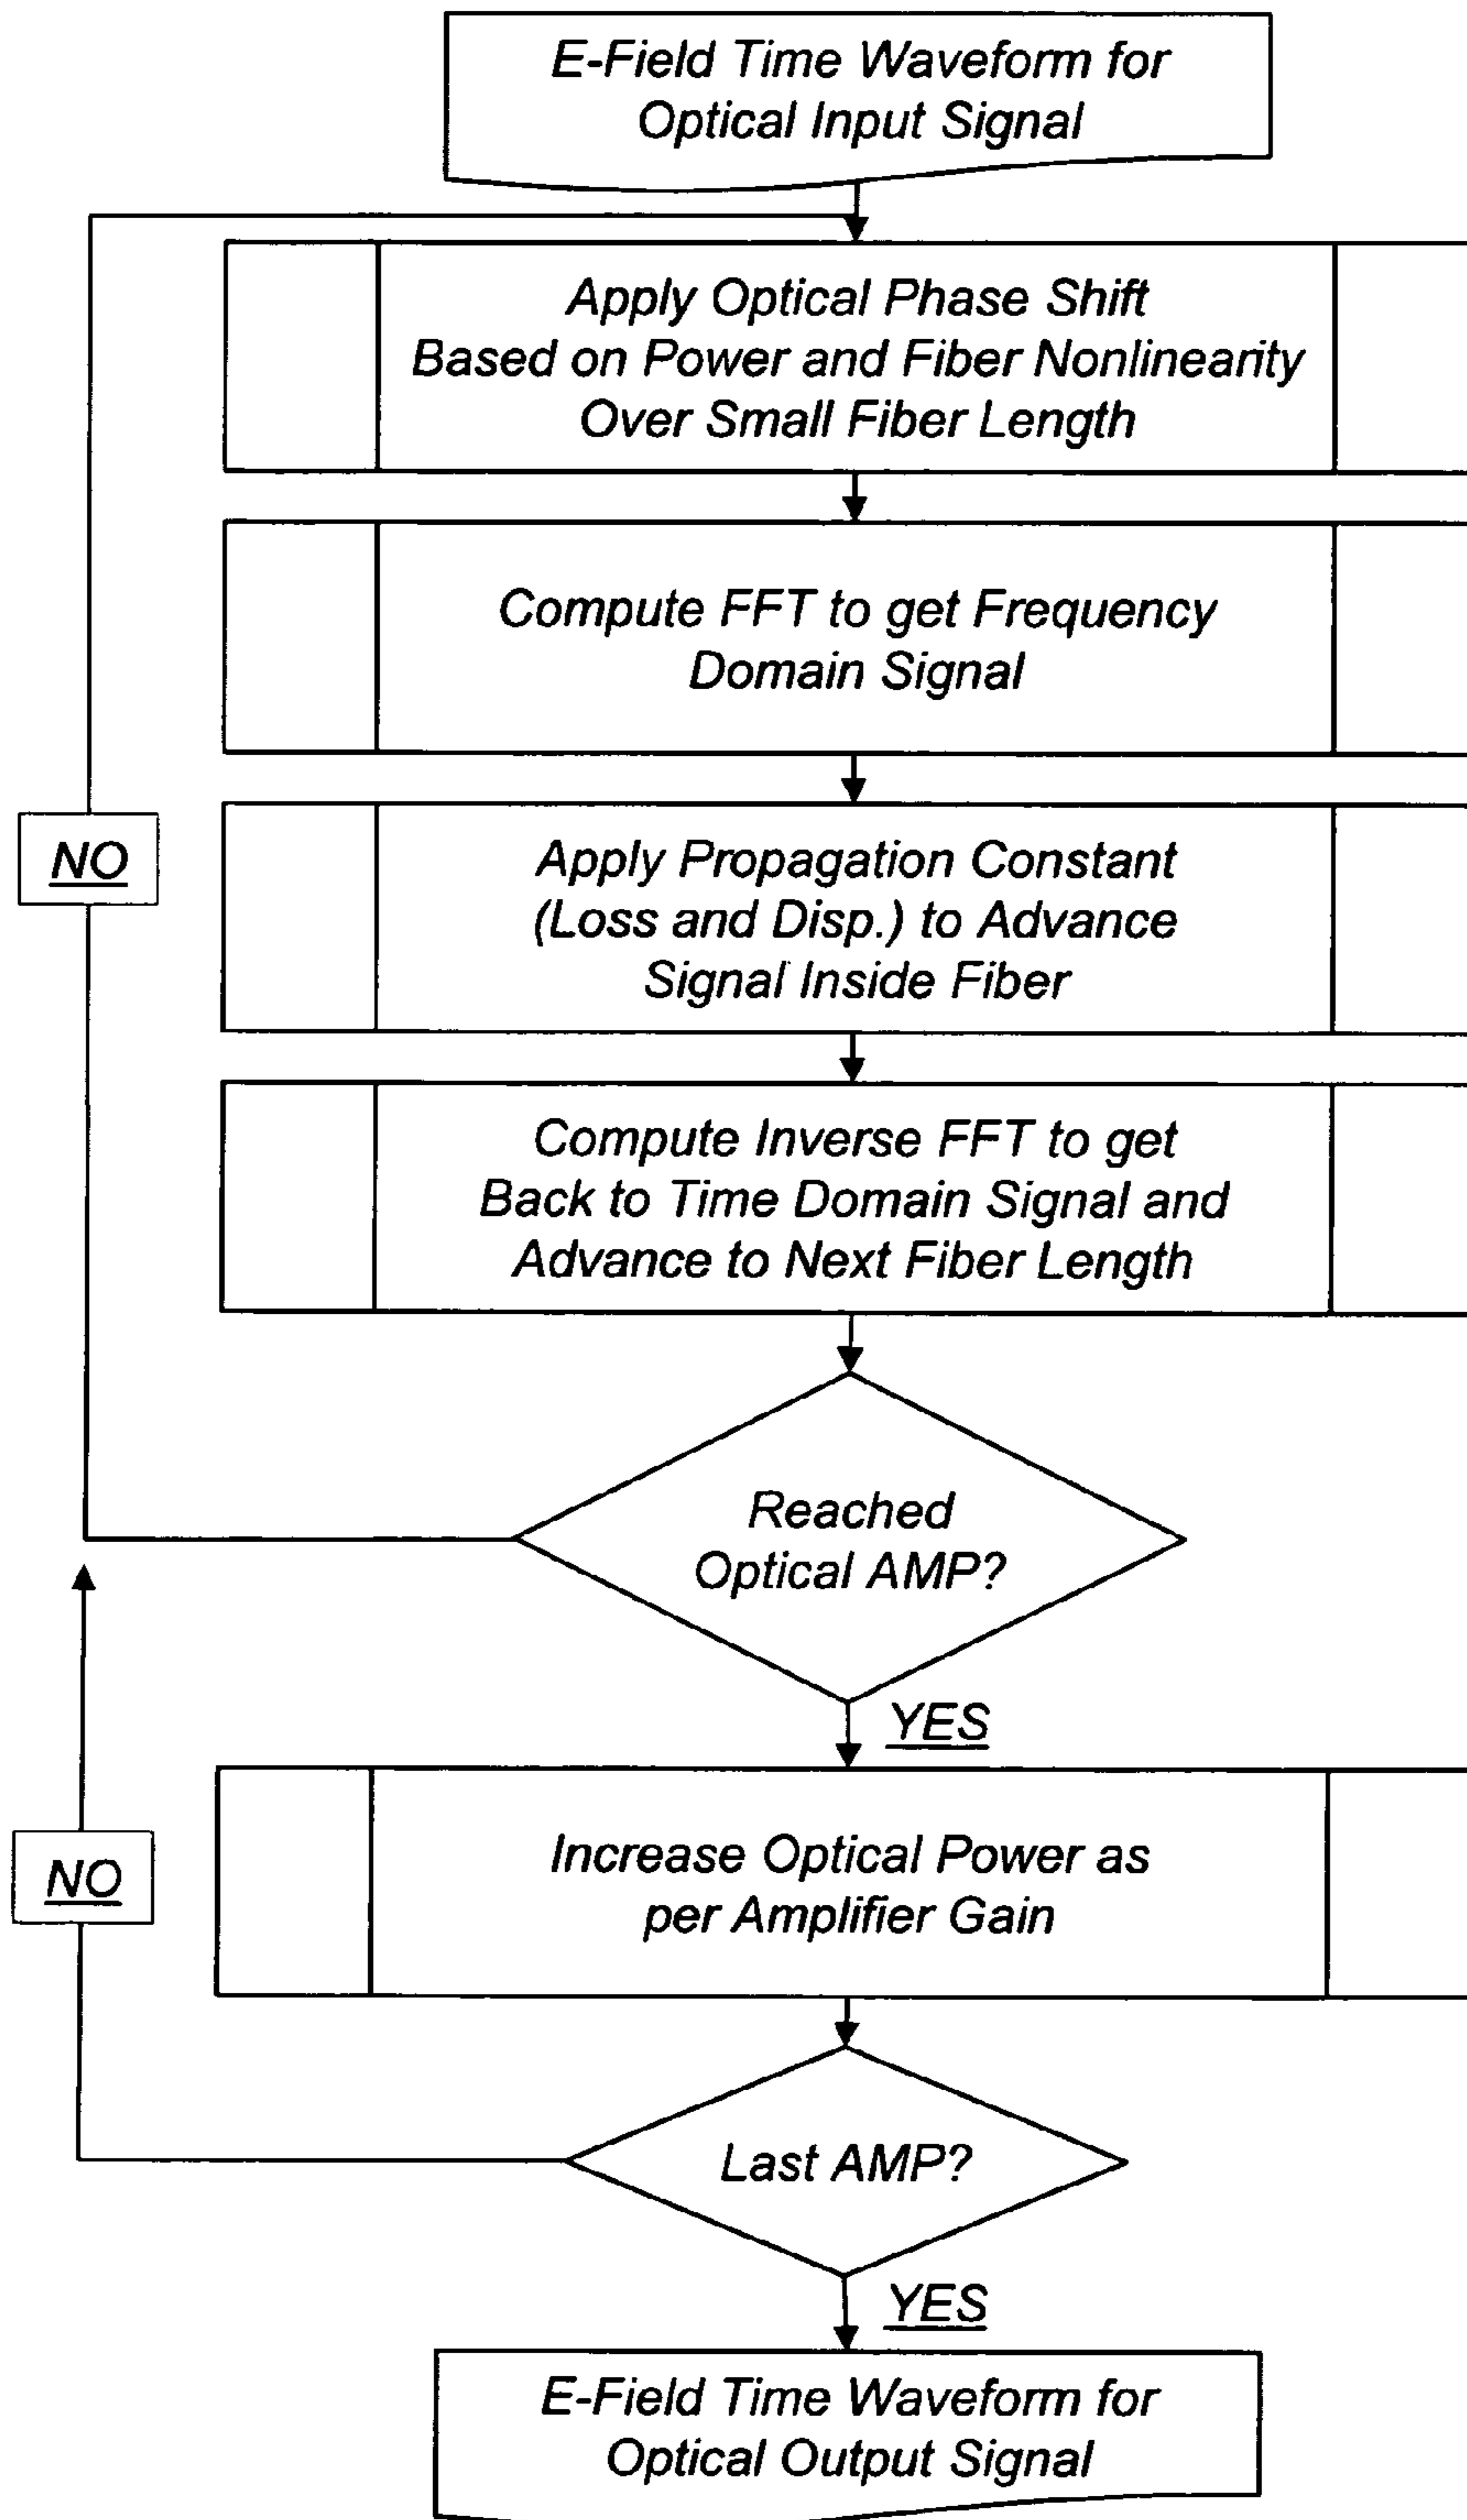 E-Field Time Waveform for
Optical Input Signal
Apply Optical Phase Shift
Based on Power and Fiber Nonlinearity
Over Small Fiber Length
Compute FFT to get Frequency
Domain Signal
NO
Apply Propagation Constant
(Loss and Disp.) to Advance
Signal Inside Fiber
Compute Inverse FFT to get
Back to Time Domain Signal and
Advance to Next Fiber Length
Reached
Optical AMP?
YES
NO
Increase Optical Power as
per Amplifier Gain
Last AMP?
YES
E-Field Time Waveform for
Optical Output Signal